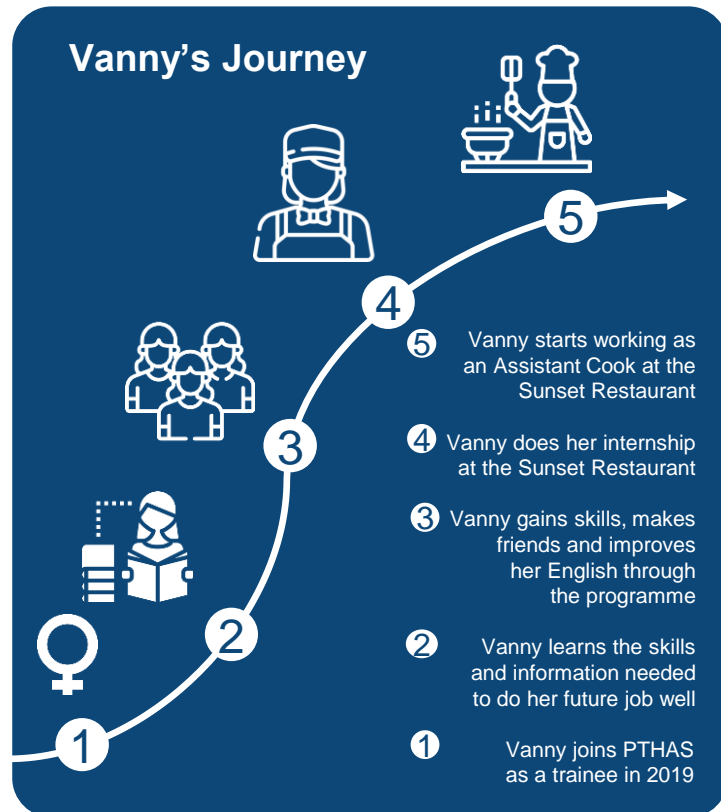 Vanny’s Journey
5
4
3
2
1
5 Vanny starts working as
an Assistant Cook at the
Sunset Restaurant
4 Vanny does her internship
at the Sunset Restaurant
3 Vanny gains skills, makes
friends and improves
her English through
the programme
2 Vanny learns the skills
and information needed
to do her future job well
1 Vanny joins PTHAS
as a trainee in 2019